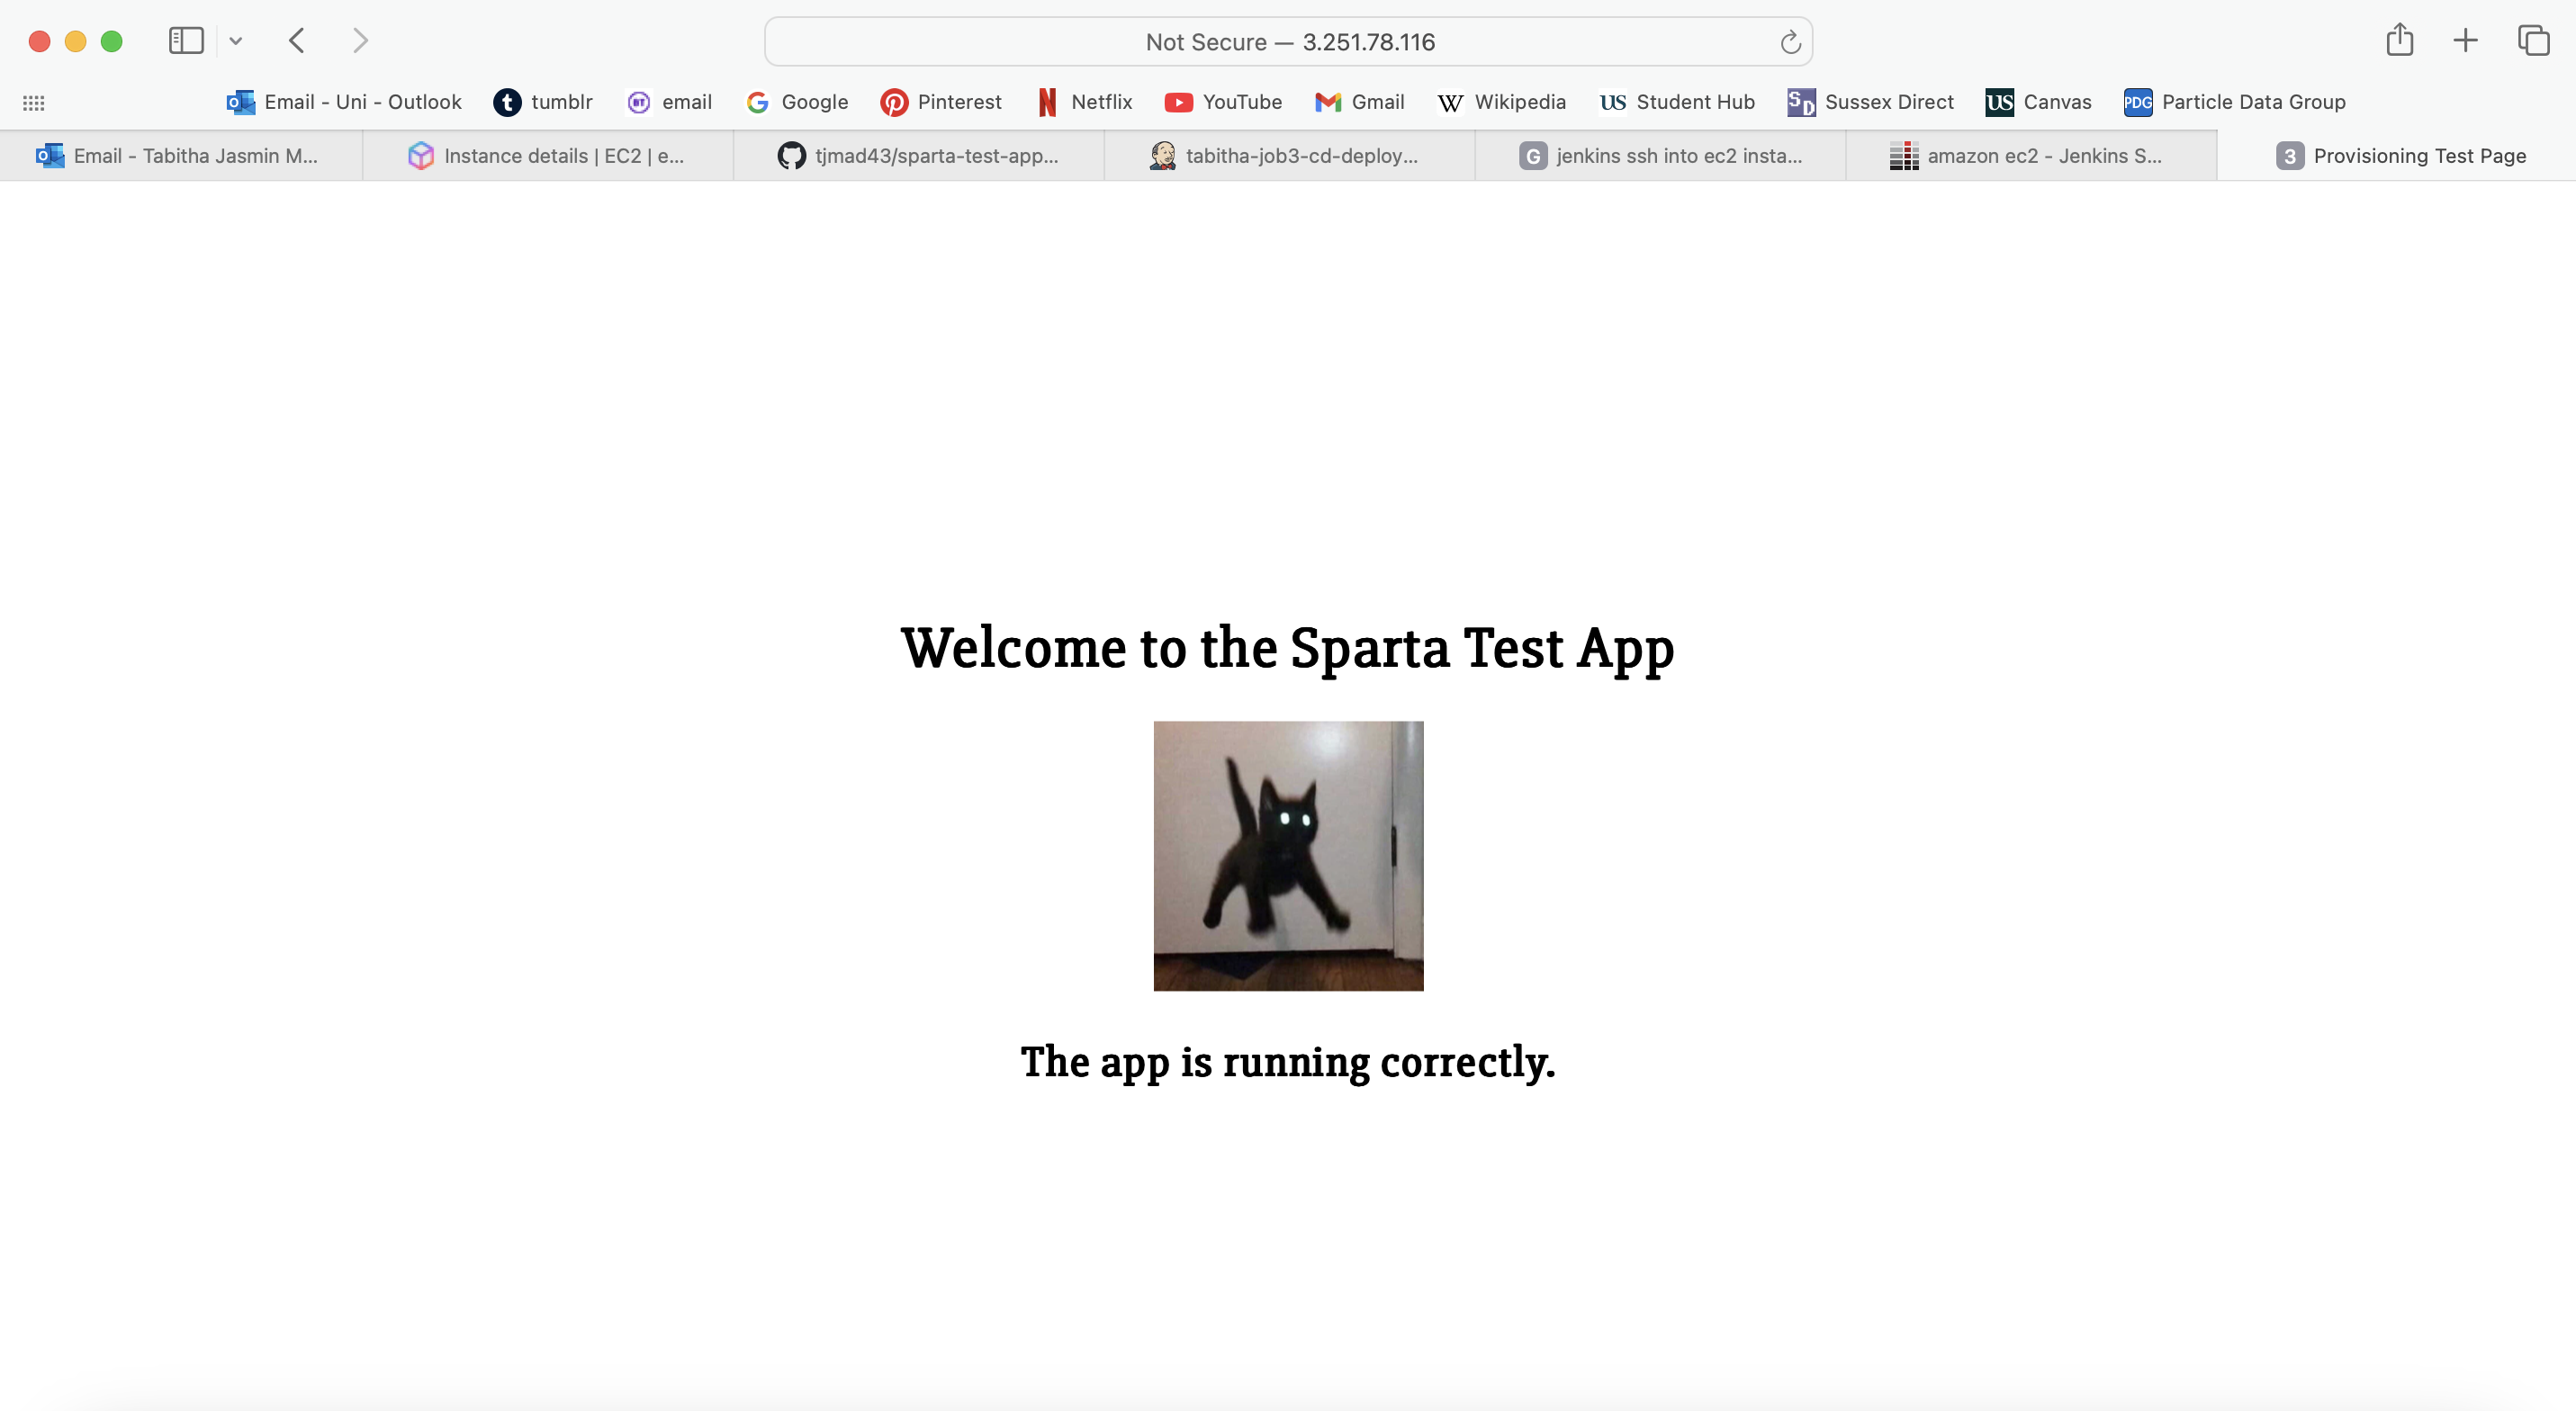 Not Secure — 3.251.78.116
Email - Uni - Outlook tumblr email Google Pinterest Netflix YouTube Gmail Wikipedia Student Hub Sussex Direct Canvas Particle Data Group
Email - Tabitha Jasmin M... Instance details | EC2 | e... tjmad43/sparta-test-app... tabitha-job3-cd-deploy... G jenkins ssh into ec2 insta... amazon ec2 - Jenkins S... 3 Provisioning Test Page
Welcome to the Sparta Test App
The app is running correctly.